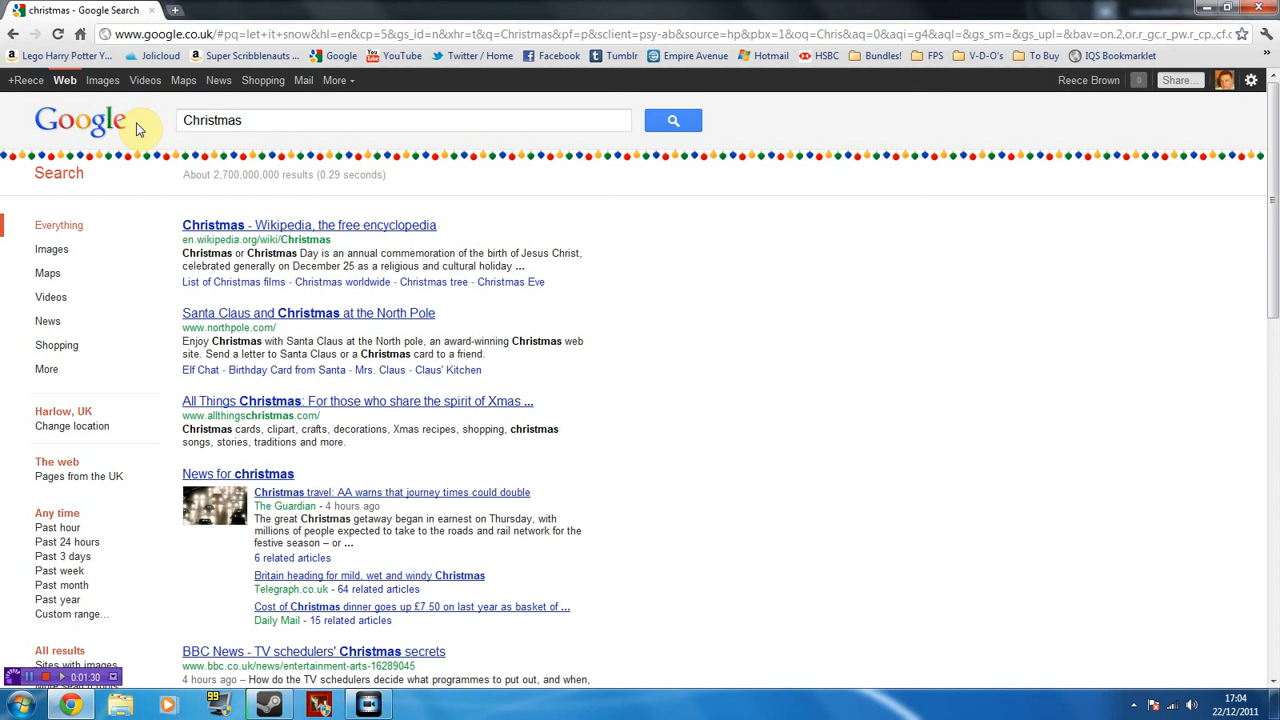 christmas - Google Search
www.google.co.uk/#pq=let+it+snow&hl=en&cp=5&gs_id=n&xhr=t&q=Christmas&pf=p&sclient=psy-ab&source=hp&pbx=1&oq=Chris&aq=0&aqi=g4&aql=&gs_sm=&gs_upl=&bav=on.2,or.r_gc.r_pw.r_cp.,cf.o
Lego Harry Potter Y...
Jolicloud
Super Scribblenauts ...
Google
YouTube
Twitter / Home
Facebook
Tumblr
Empire Avenue
Hotmail
HSBC
Bundles!
FPS
V-D-O's
To Buy
IQS Bookmarklet
+Reece Web Images Videos Maps News Shopping Mail More
Reece Brown 0 Share...
Google
Christmas
Search
About 2,700,000,000 results (0.29 seconds)
Everything
Images
Maps
Videos
News
Shopping
More
Harlow, UK
Change location
The web
Pages from the UK
Any time
Past hour
Past 24 hours
Past 3 days
Past week
Past month
Past year
Custom range...
All results
Sites with images
Christmas - Wikipedia, the free encyclopedia
en.wikipedia.org/wiki/Christmas
Christmas or Christmas Day is an annual commemoration of the birth of Jesus Christ,
celebrated generally on December 25 as a religious and cultural holiday ...
List of Christmas films - Christmas worldwide - Christmas tree - Christmas Eve
Santa Claus and Christmas at the North Pole
www.northpole.com/
Enjoy Christmas with Santa Claus at the North pole, an award-winning Christmas web
site. Send a letter to Santa Claus or a Christmas card to a friend.
Elf Chat - Birthday Card from Santa - Mrs. Claus - Claus' Kitchen
All Things Christmas: For those who share the spirit of Xmas ...
www.allthingschristmas.com/
Christmas cards, clipart, crafts, decorations, Xmas recipes, shopping, christmas
songs, stories, traditions and more.
News for christmas
Christmas travel: AA warns that journey times could double
The Guardian - 4 hours ago
The great Christmas getaway began in earnest on Thursday, with
millions of people expected to take to the roads and rail network for the
festive season – or ...
6 related articles
Britain heading for mild, wet and windy Christmas
Telegraph.co.uk - 64 related articles
Cost of Christmas dinner goes up £7.50 on last year as basket of ...
Daily Mail - 15 related articles
BBC News - TV schedulers' Christmas secrets
www.bbc.co.uk/news/entertainment-arts-16289045
4 hours ago – How do the TV schedulers decide what programmes to put out, and when,
0:01:30
99
17:04
22/12/2011